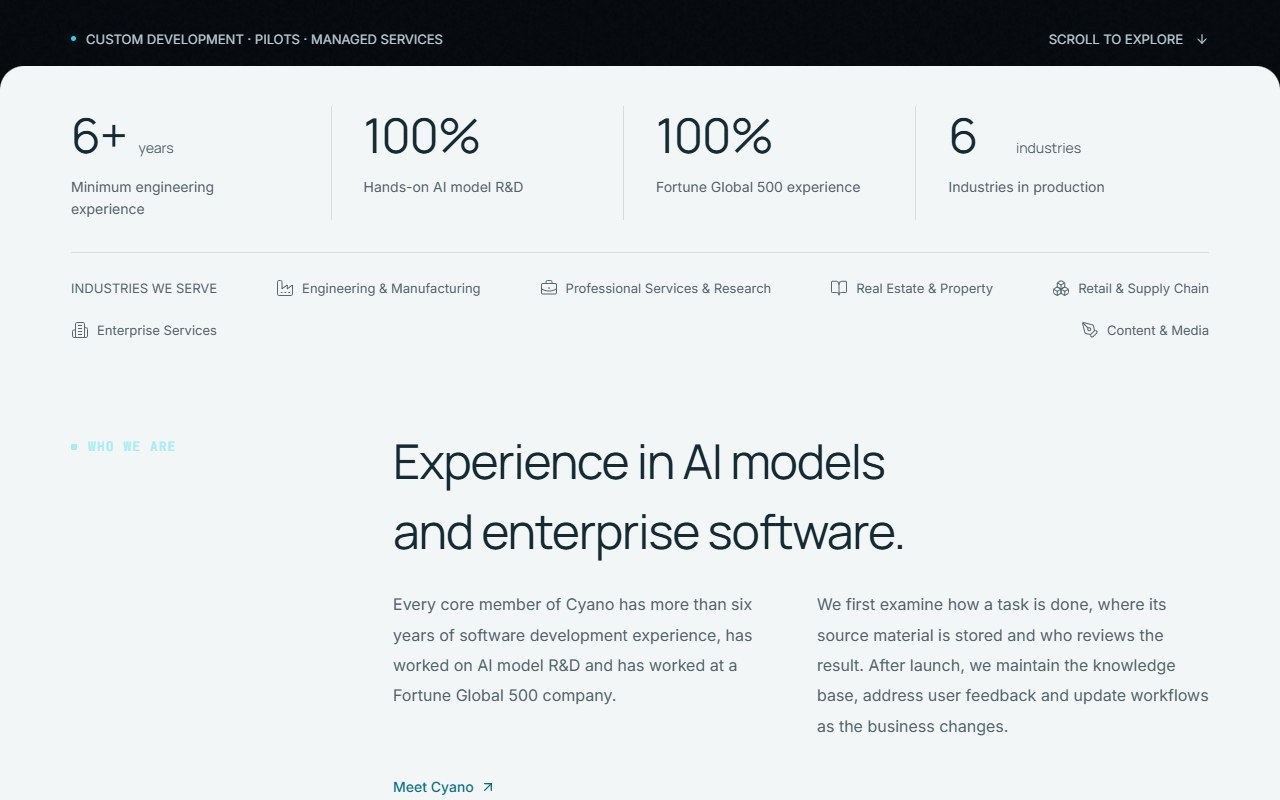 CUSTOM DEVELOPMENT · PILOTS · MANAGED SERVICES
SCROLL TO EXPLORE ↓
6+ years
Minimum engineering
experience
100%
Hands-on AI model R&D
100%
Fortune Global 500 experience
6 industries
Industries in production
INDUSTRIES WE SERVE
Engineering & Manufacturing
Professional Services & Research
Real Estate & Property
Retail & Supply Chain
Enterprise Services
Content & Media
WHO WE ARE
Experience in AI models
and enterprise software.
Every core member of Cyano has more than six
years of software development experience, has
worked on AI model R&D and has worked at a
Fortune Global 500 company.
We first examine how a task is done, where its
source material is stored and who reviews the
result. After launch, we maintain the knowledge
base, address user feedback and update workflows
as the business changes.
Meet Cyano